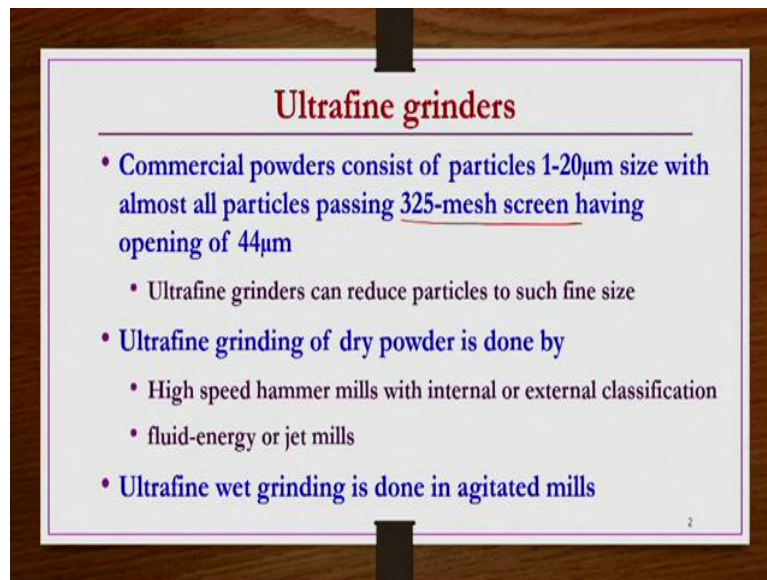 Ultrafine grinders
• Commercial powders consist of particles 1-20μm size with
almost all particles passing 325-mesh screen having
opening of 44μm
• Ultrafine grinders can reduce particles to such fine size
• Ultrafine grinding of dry powder is done by
• High speed hammer mills with internal or external classification
• fluid-energy or jet mills
• Ultrafine wet grinding is done in agitated mills
2